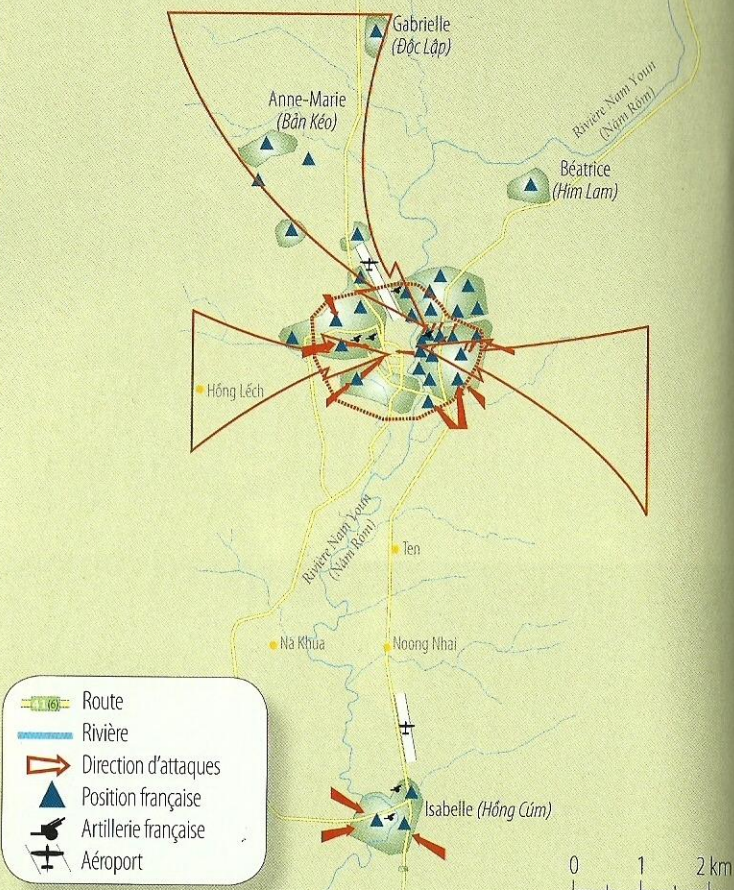 Gabrielle
(Độc Lập)
Anne-Marie
(Bản Kéo)
Rivière Nam Youn
(Nậm Róm)
Béatrice
(Him Lam)
Hồng Lếch
Rivière Nam Youn
(Nậm Róm)
Ten
Na Khua
Noong Nhai
Isabelle (Hồng Cúm)
Route
Rivière
Direction d'attaques
Position française
Artillerie française
Aéroport
0 1 2 km